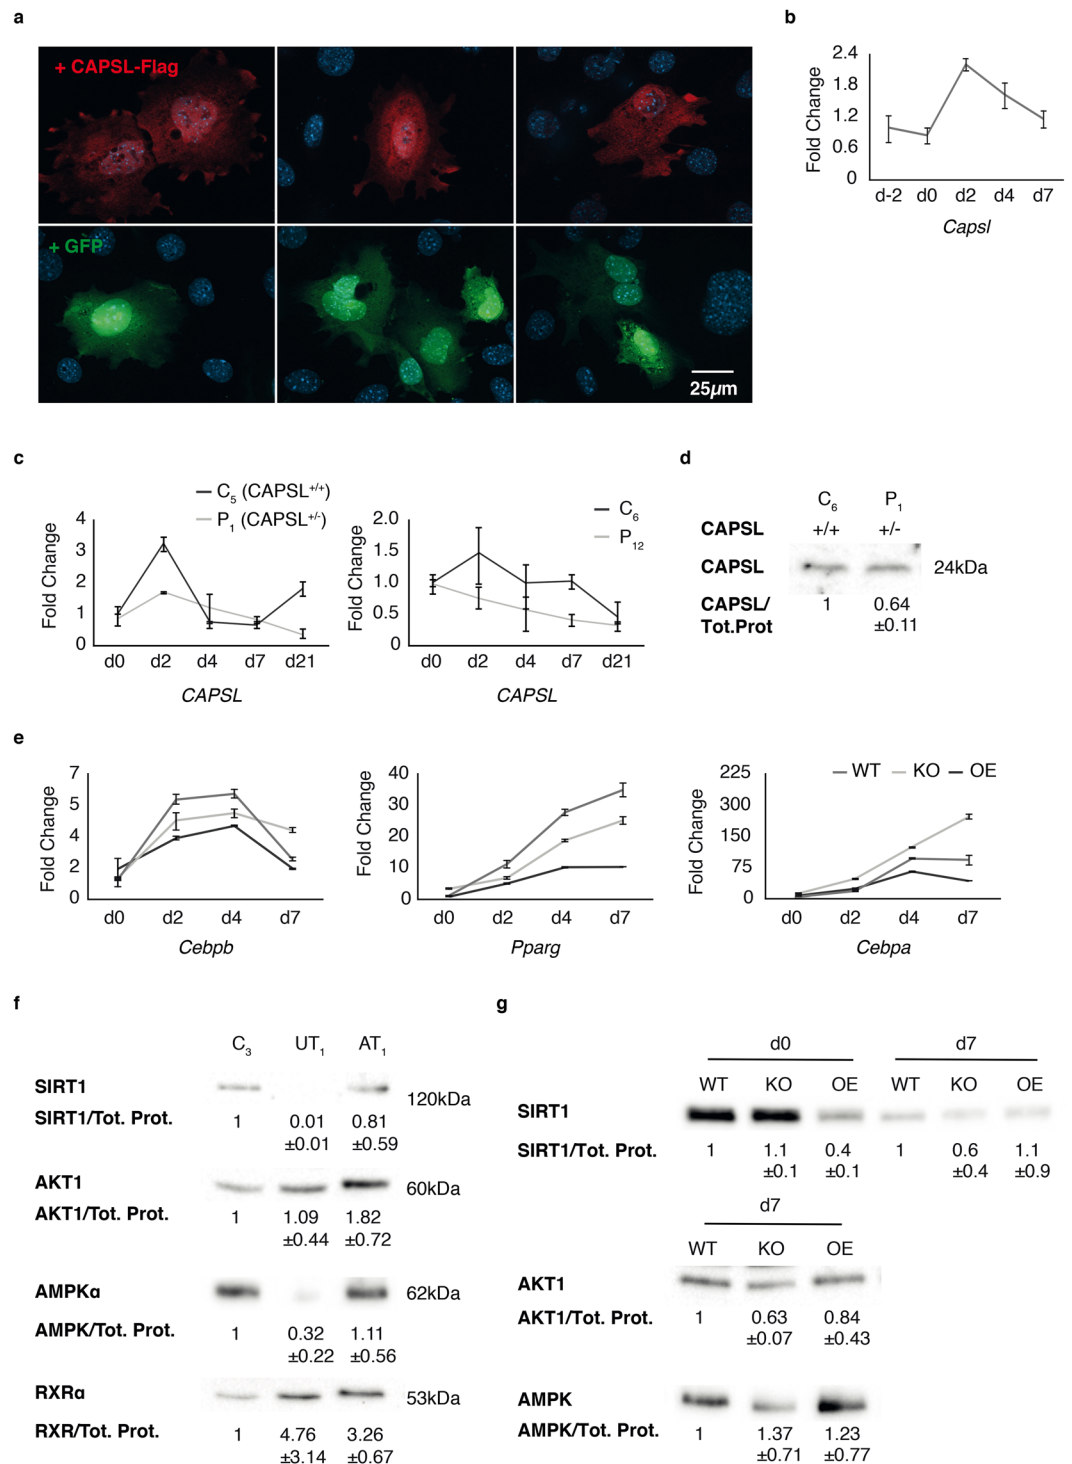 a
+ CAPSL-Flag
+ GFP
25µm
b
Fold Change
2.4
1.8
1.2
0.6
0
d-2 d0 d2 d4 d7
Capsl
c
C5 (CAPSL+/+)
P1 (CAPSL+/-)
Fold Change
4
3
2
1
0
d0 d2 d4 d7 d21
CAPSL
C6
P12
Fold Change
2.0
1.5
1.0
0.5
0
d0 d2 d4 d7 d21
CAPSL
d
C6 P1
CAPSL +/+ +/-
CAPSL 24kDa
CAPSL/ 1 0.64
Tot.Prot ±0.11
e
Fold Change
7
5
4
2
0
d0 d2 d4 d7
Cebpb
Fold Change
40
30
20
10
0
d0 d2 d4 d7
Pparg
WT KO OE
Fold Change
225
300
150
75
0
d0 d2 d4 d7
Cebpa
f
C3 UT1 AT1
SIRT1 120kDa
SIRT1/Tot. Prot. 1 0.01 0.81
±0.01 ±0.59
AKT1 60kDa
AKT1/Tot. Prot. 1 1.09 1.82
±0.44 ±0.72
AMPKα 62kDa
AMPK/Tot. Prot. 1 0.32 1.11
±0.22 ±0.56
RXRα 53kDa
RXR/Tot. Prot. 1 4.76 3.26
±3.14 ±0.67
g
d0 d7
WT KO OE WT KO OE
SIRT1
SIRT1/Tot. Prot. 1 1.1 0.4 1 0.6 1.1
±0.1 ±0.1 ±0.4 ±0.9
d7
WT KO OE
AKT1
AKT1/Tot. Prot. 1 0.63 0.84
±0.07 ±0.43
AMPK
AMPK/Tot. Prot. 1 1.37 1.23
±0.71 ±0.77